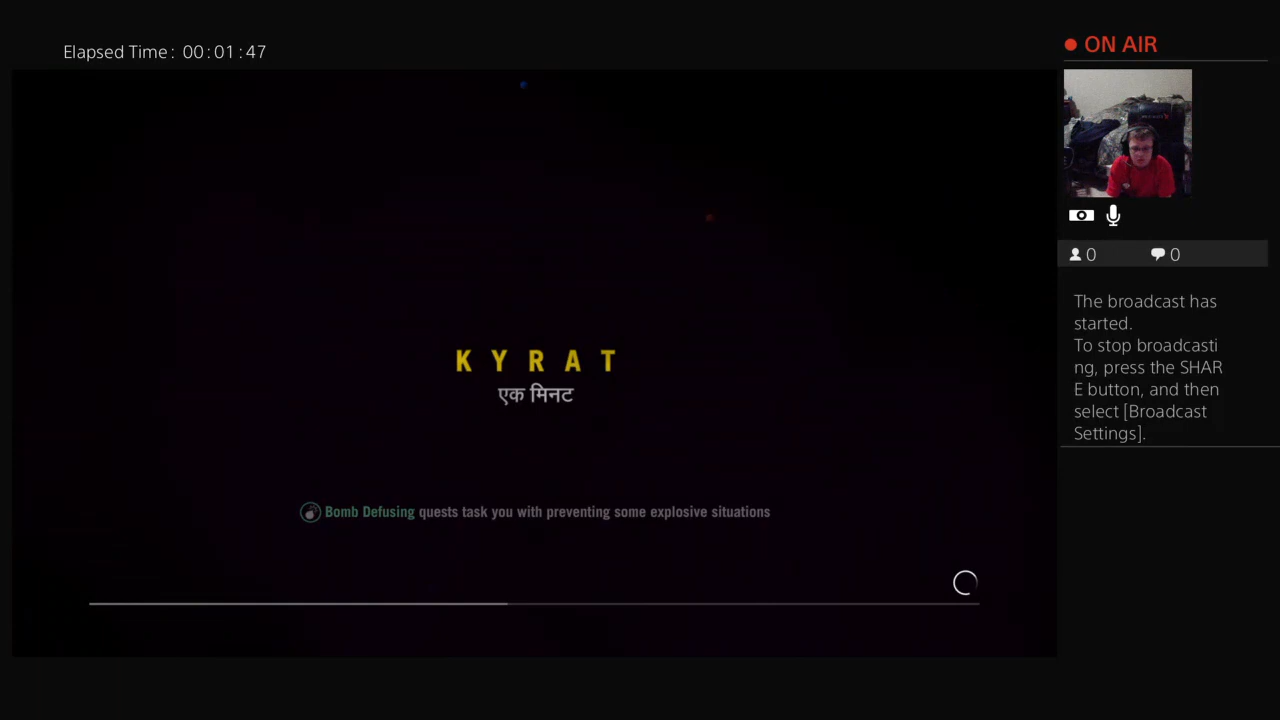 Elapsed Time: 00:01:47
ON AIR
0 0
The broadcast has
started.
To stop broadcasti
ng, press the SHAR
E button, and then
select [Broadcast
Settings].
KYRAT
एक मिनट
Bomb Defusing quests task you with preventing some explosive situations